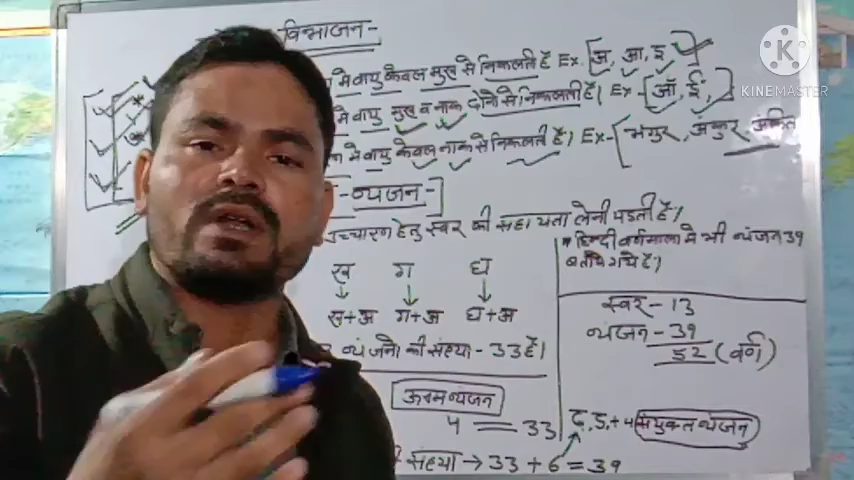 विभाजन-
मे वायु केवल मुख से निकलती हैं Ex. [अ, आ, इ]
मे वायु मुख व नाक दोनों से निकलती हैं। Ex - [आँ, ईं,]
मे वायु केवल नाक से निकलती हैं। Ex- [भंगुर, अंकुर,
[-व्यंजन-]
उच्चारण हेतु स्वर की सहायता लेनी पडती हैं।
ख ग घ
ख+अ ग+अ घ+अ
व्यंजनो की संख्या - 33 हैं।
ऊष्म व्यंजन
4 = 33
संख्या → 33 + 6 = 39
* हिन्दी वर्णमाला मे भी व्यंजन 39
बताये गये हैं।
स्वर - 13
व्यंजन - 39
52 (वर्ण)
ढ़, ड़, + 4 संयुक्त व्यंजन
KINEMASTER